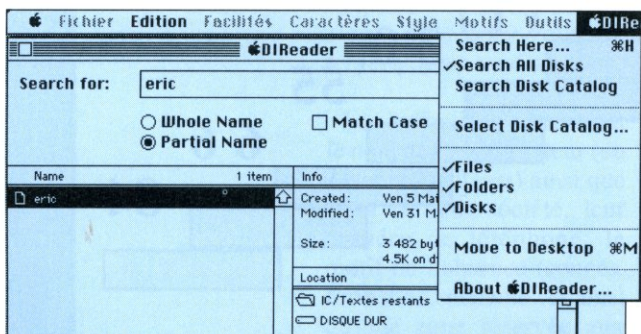 Fichier Edition Facilités Caractères Style Motifs Outils DIRe
DIReader
Search for: eric
Whole Name
Partial Name
Match Case
Name 1 item
eric
Info
Created: Ven 5 Mai
Modified: Ven 31 M
Size: 3 482 byt
4.5K on d
Location
IC/Textes restants
DISQUE DUR
Search Here... ⌘H
✓Search All Disks
Search Disk Catalog
Select Disk Catalog...
✓Files
✓Folders
✓Disks
Move to Desktop ⌘M
About DIReader...